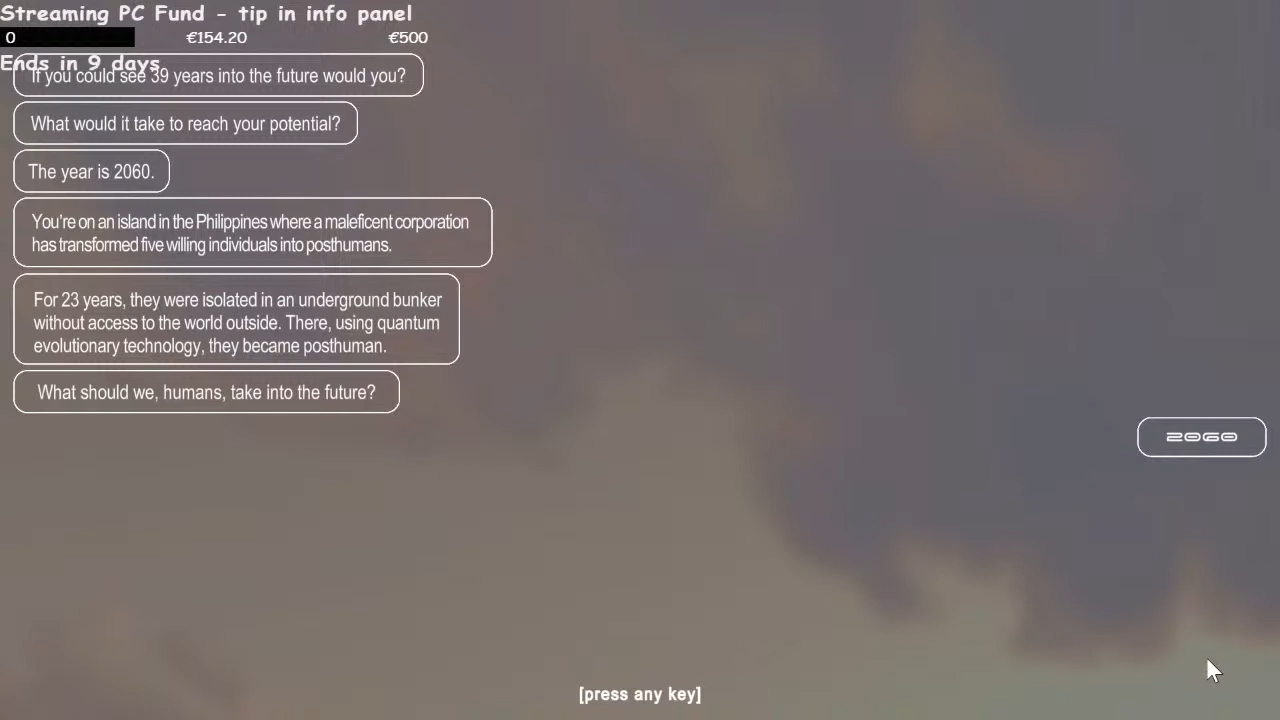 Streaming PC Fund - tip in info panel
0 €154.20 €500
Ends in 9 days
If you could see 39 years into the future would you?
What would it take to reach your potential?
The year is 2060.
You're on an island in the Philippines where a maleficent corporation
has transformed five willing individuals into posthumans.
For 23 years, they were isolated in an underground bunker
without access to the world outside. There, using quantum
evolutionary technology, they became posthuman.
What should we, humans, take into the future?
2060
[press any key]